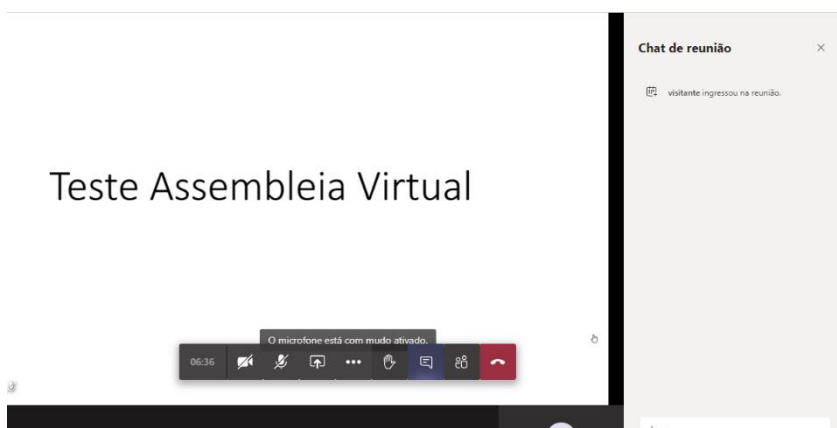 Chat de reunião
visitante ingressou na reunião.
Teste Assembleia Virtual
O microfone está com mudo ativado.
06:36